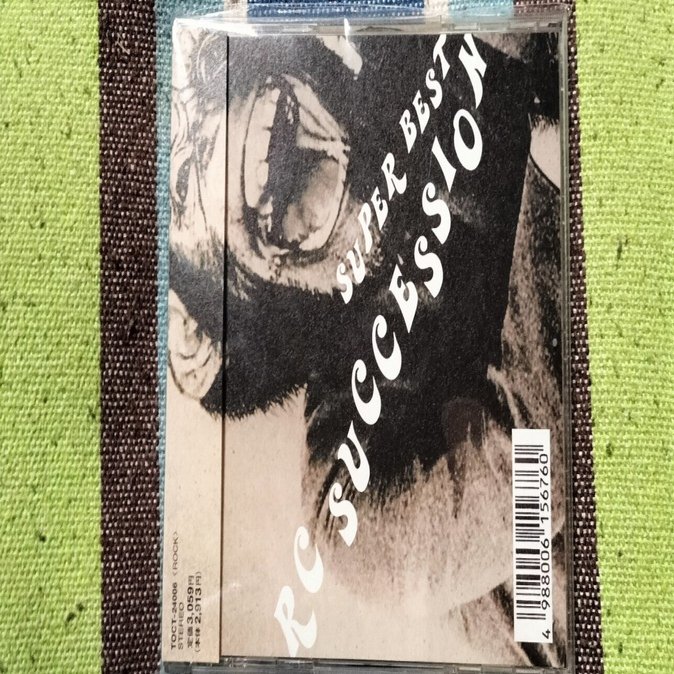 SUPER BEST
RC SUCCESSION
TOCT-24006 〈ROCK〉
STEREO
定価3,059円
(本体2,913円)
4 988006 156760